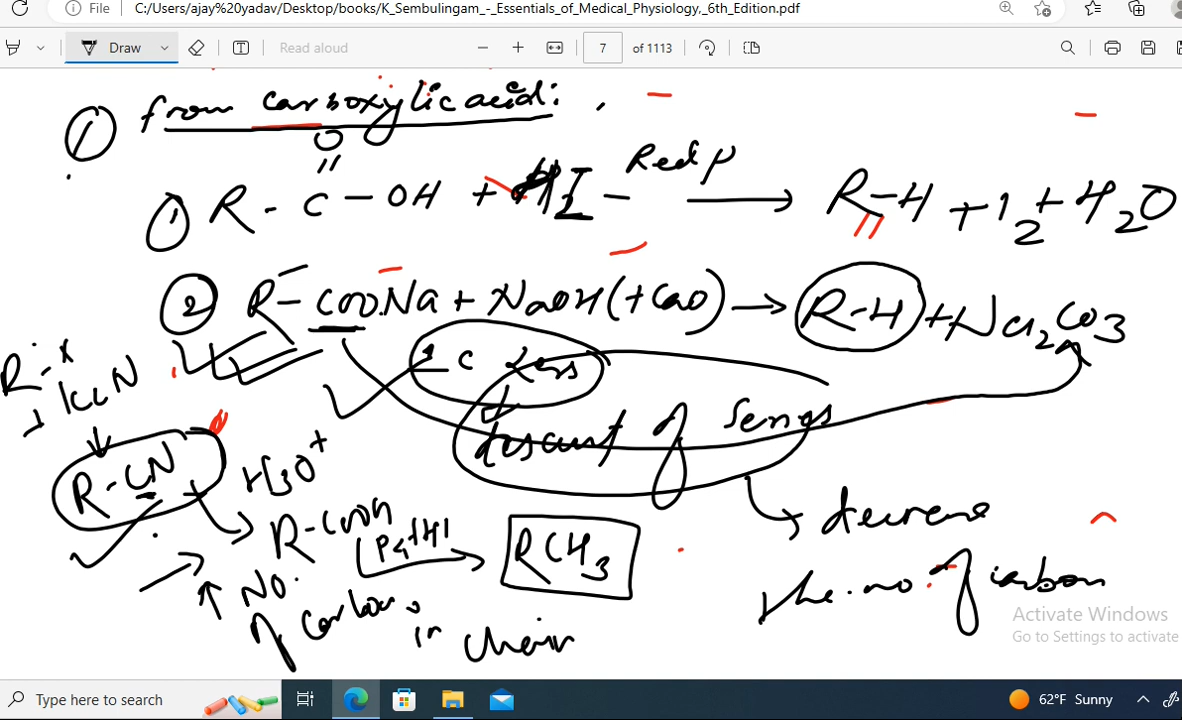 File C:/Users/ajay%20yadav/Desktop/books/K_Sembulingam_-_Essentials_of_Medical_Physiology,_6th_Edition.pdf
Draw Read aloud 7 of 1113
① from carboxylic acid:
O
||
① R - C - OH + HI - Red P → R-H + I2 + H2O
② R-COONa + NaOH (+CaO) → R-H + Na2CO3
R-X
↓ KCN
1 C less
descent of series
R-CN
H3O+
→ R-COOH
P4+HI
RCH3
→ decrease
the no of carbon
↑ No.
of carbon
in chain
Activate Windows
Go to Settings to activate
Type here to search 62°F Sunny